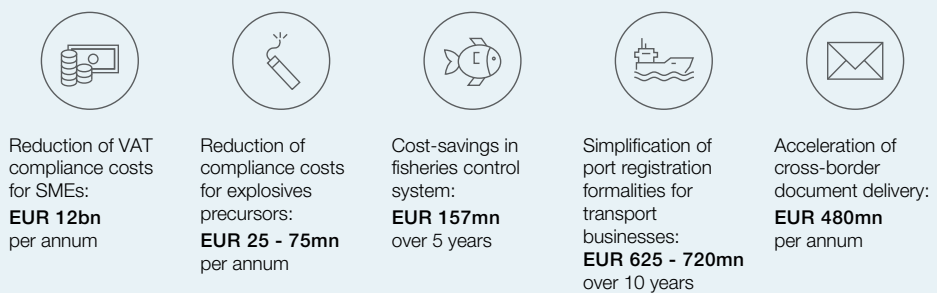 Reduction of VAT
compliance costs
for SMEs:
EUR 12bn
per annum
Reduction of
compliance costs
for explosives
precursors:
EUR 25 - 75mn
per annum
Cost-savings in
fisheries control
system:
EUR 157mn
over 5 years
Simplification of
port registration
formalities for
transport
businesses:
EUR 625 - 720mn
over 10 years
Acceleration of
cross-border
document delivery:
EUR 480mn
per annum